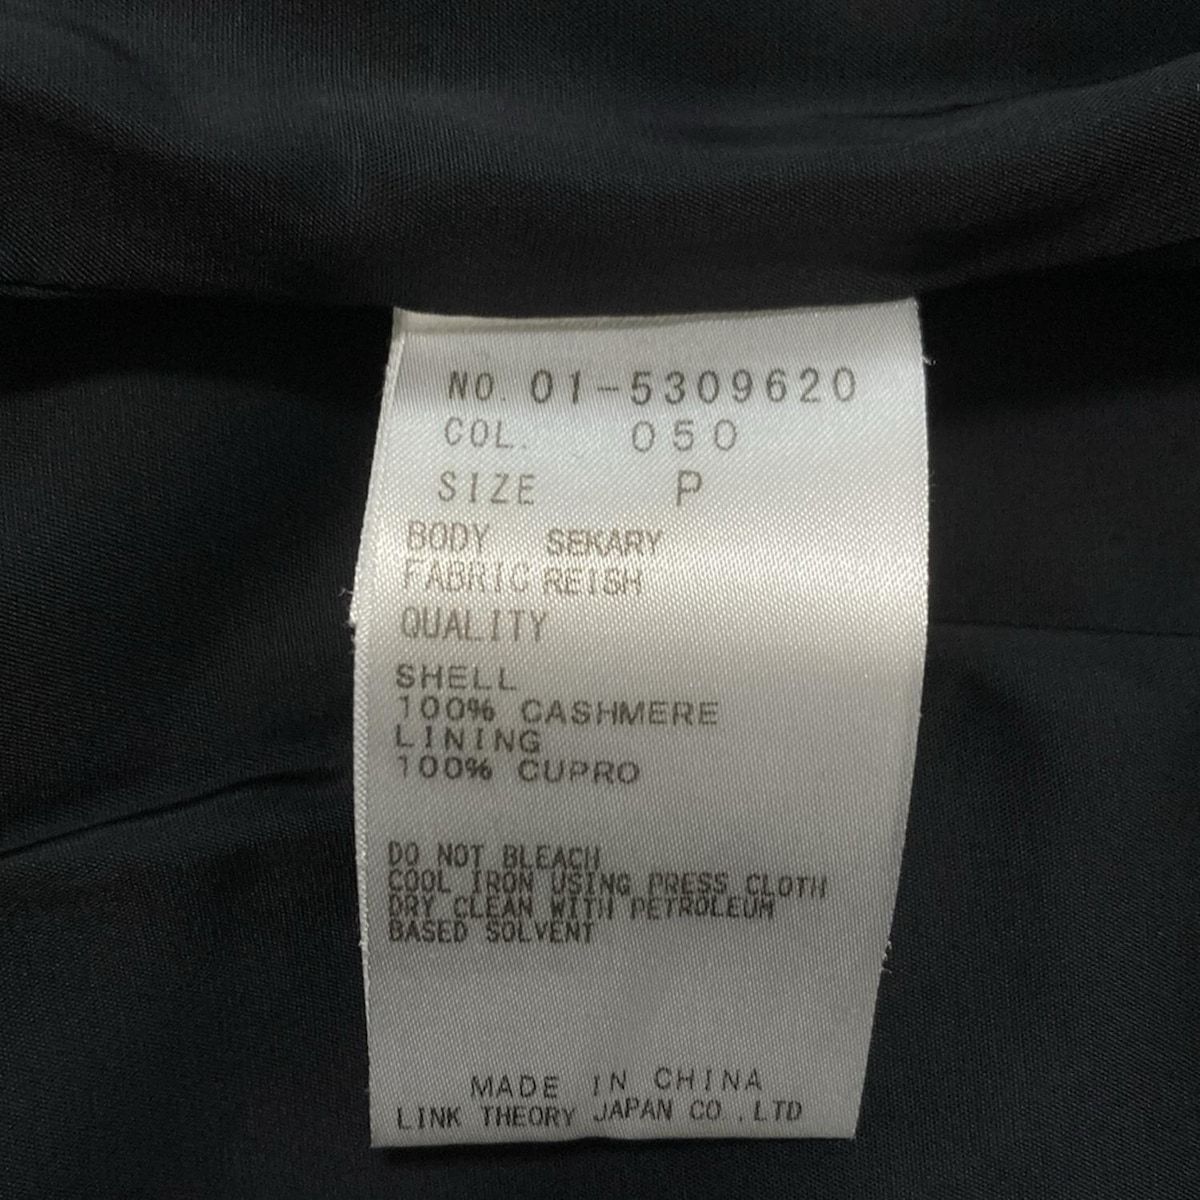 NO. 01-5309620
COL. 050
SIZE P
BODY SEKARY
FABRIC REISH
QUALITY
SHELL
100% CASHMERE
LINING
100% CUPRO
DO NOT BLEACH
COOL IRON USING PRESS CLOTH
DRY CLEAN WITH PETROLEUM
BASED SOLVENT
MADE IN CHINA
LINK THEORY JAPAN CO.,LTD